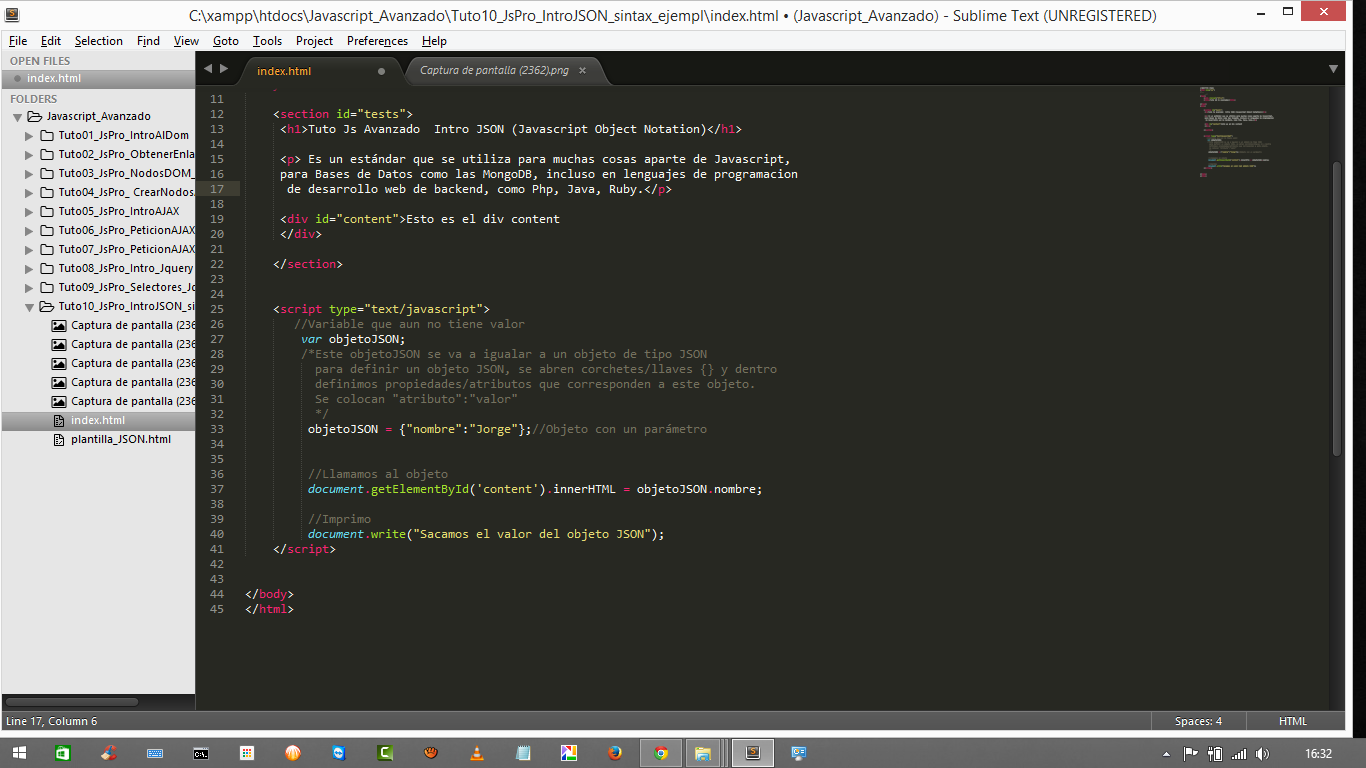 C:\xampp\htdocs\Javascript_Avanzado\Tuto10_JsPro_IntroJSON_sintax_ejempl\index.html • (Javascript_Avanzado) - Sublime Text (UNREGISTERED)
File Edit Selection Find View Goto Tools Project Preferences Help
OPEN FILES
index.html
FOLDERS
Javascript_Avanzado
Tuto01_JsPro_IntroAlDom
Tuto02_JsPro_ObtenerEnla
Tuto03_JsPro_NodosDOM_
Tuto04_JsPro_ CrearNodos.
Tuto05_JsPro_IntroAJAX
Tuto06_JsPro_PeticionAJAX
Tuto07_JsPro_PeticionAJAX
Tuto08_JsPro_Intro_Jquery
Tuto09_JsPro_Selectores_Jq
Tuto10_JsPro_IntroJSON_si
Captura de pantalla (236
Captura de pantalla (236
Captura de pantalla (236
Captura de pantalla (236
Captura de pantalla (236
index.html
plantilla_JSON.html
index.html
Captura de pantalla (2362).png ×
11
12 <section id="tests">
13 <h1>Tuto Js Avanzado  Intro JSON (Javascript Object Notation)</h1>
14
15 <p> Es un estándar que se utiliza para muchas cosas aparte de Javascript,
16 para Bases de Datos como las MongoDB, incluso en lenguajes de programacion
17 de desarrollo web de backend, como Php, Java, Ruby.</p>
18
19 <div id="content">Esto es el div content
20 </div>
21
22 </section>
23
24
25 <script type="text/javascript">
26 //Variable que aun no tiene valor
27 var objetoJSON;
28 /*Este objetoJSON se va a igualar a un objeto de tipo JSON
29 para definir un objeto JSON, se abren corchetes/llaves {} y dentro
30 definimos propiedades/atributos que corresponden a este objeto.
31 Se colocan "atributo":"valor"
32 */
33 objetoJSON = {"nombre":"Jorge"};//Objeto con un parámetro
34
35
36 //Llamamos al objeto
37 document.getElementById('content').innerHTML = objetoJSON.nombre;
38
39 //Imprimo
40 document.write("Sacamos el valor del objeto JSON");
41 </script>
42
43
44 </body>
45 </html>
Line 17, Column 6
Spaces: 4
HTML
16:32